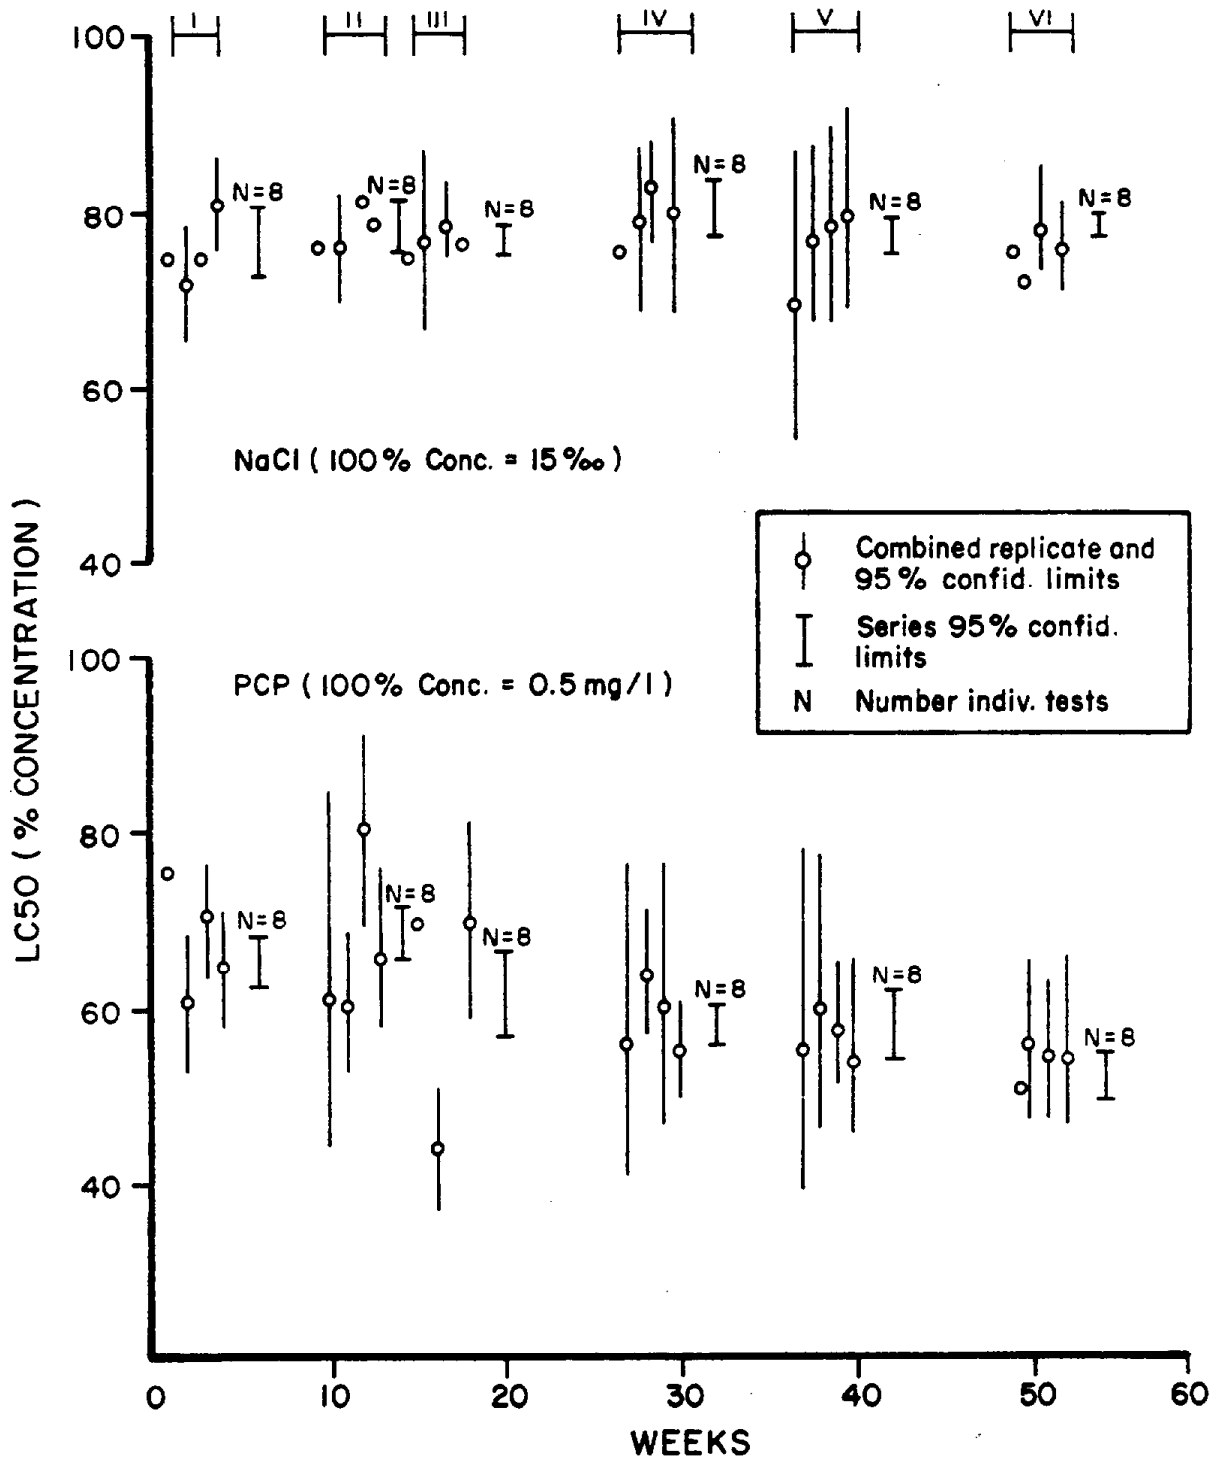 I II III IV V VI
100
80
60
40
N=8 N=8 N=8 N=8 N=8 N=8
NaCl ( 100% Conc. = 15‰ )
Combined replicate and
95% confid. limits
Series 95% confid.
limits
N Number indiv. tests
LC50 ( % CONCENTRATION )
100
80
60
40
PCP ( 100% Conc. = 0.5 mg/l )
N=8 N=8 N=8 N=8 N=8 N=8
0 10 20 30 40 50 60
WEEKS